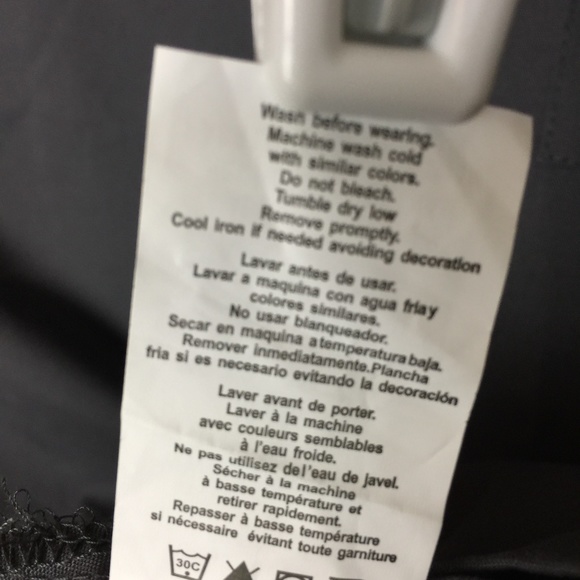 Wash before wearing.
Machine wash cold
with similar colors.
Do not bleach.
Tumble dry low
Remove promptly.
Cool iron if needed avoiding decoration
Lavar antes de usar.
Lavar a maquina con agua friay
colores similares.
No usar blanqueador.
Secar en maquina atemperatura baja.
Remover inmediatamente.Plancha
fria si es necesario evitando la decoración
Laver avant de porter.
Laver à la machine
avec couleurs semblables
à l'eau froide.
Ne pas utilisez del'eau de javel.
Sécher à la machine
à basse température et
retirer rapidement.
Repasser à basse température
si nécessaire évitant toute garniture
30C